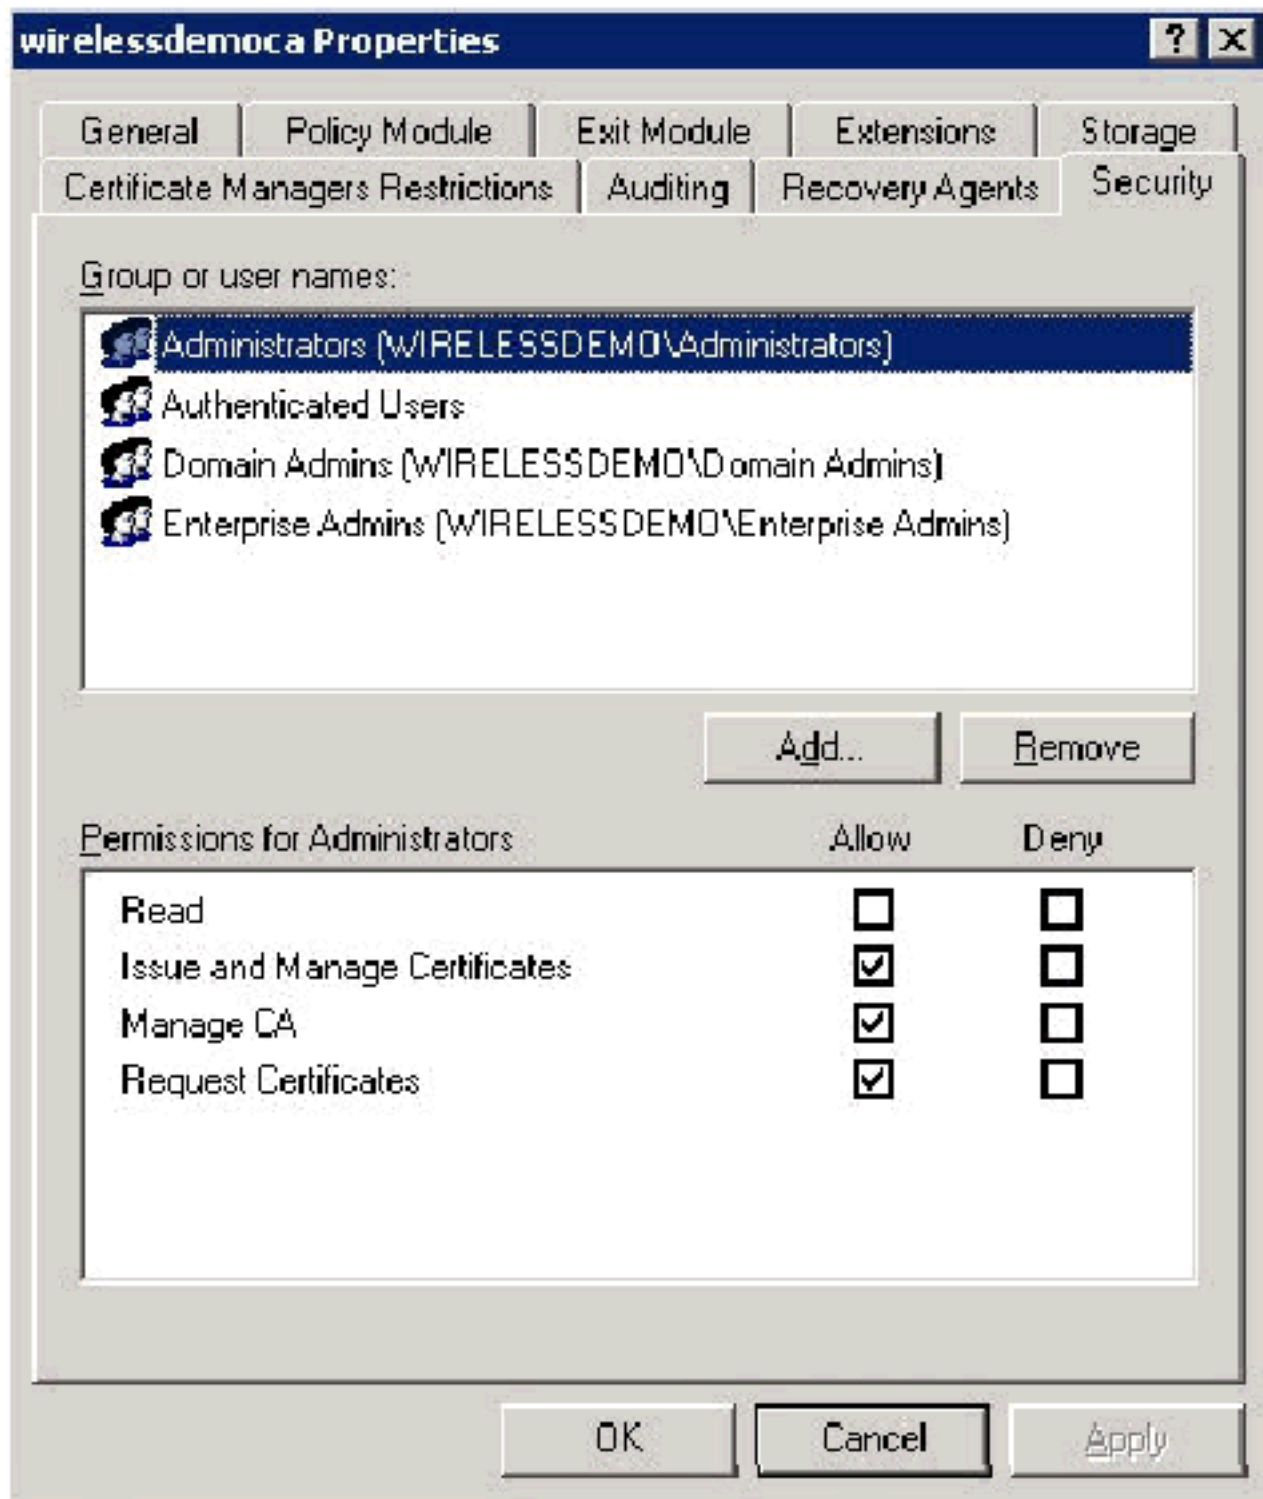 wirelessdemoca Properties
General Policy Module Exit Module Extensions Storage
Certificate Managers Restrictions Auditing Recovery Agents Security
Group or user names:
Administrators (WIRELESSDEMO\Administrators)
Authenticated Users
Domain Admins (WIRELESSDEMO\Domain Admins)
Enterprise Admins (WIRELESSDEMO\Enterprise Admins)
Add... Remove
Permissions for Administrators Allow Deny
Read
Issue and Manage Certificates
Manage CA
Request Certificates
OK Cancel Apply